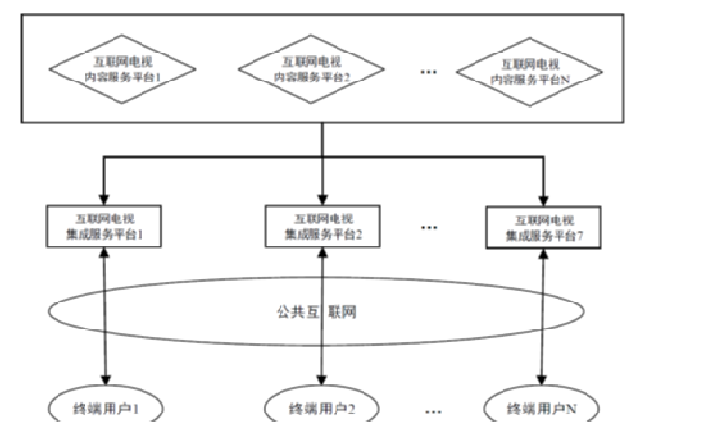 互联网电视
内容服务平台1
互联网电视
内容服务平台2
...
互联网电视
内容服务平台N
互联网电视
集成服务平台1
互联网电视
集成服务平台2
...
互联网电视
集成服务平台7
公共互 联网
终端用户1
终端用户2
...
终端用户N